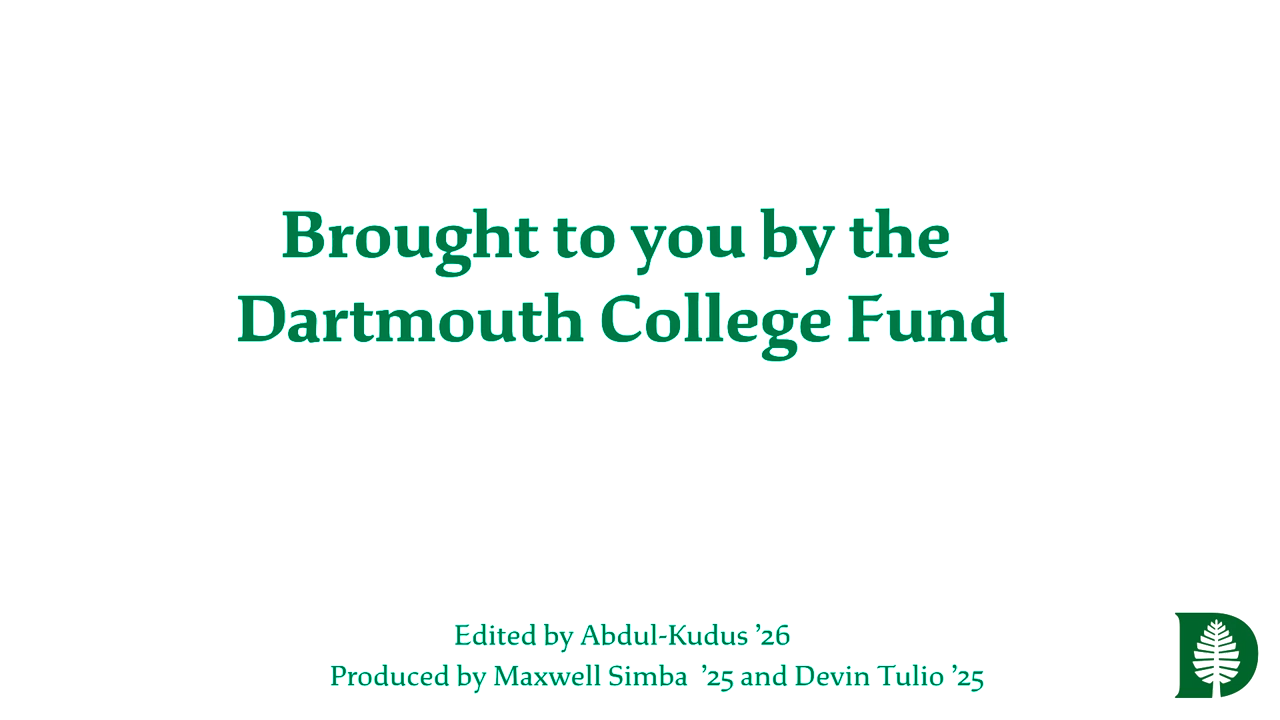 Brought to you by the
Dartmouth College Fund
Edited by Abdul-Kudus ’26
Produced by Maxwell Simba  ’25 and Devin Tulio ’25
D